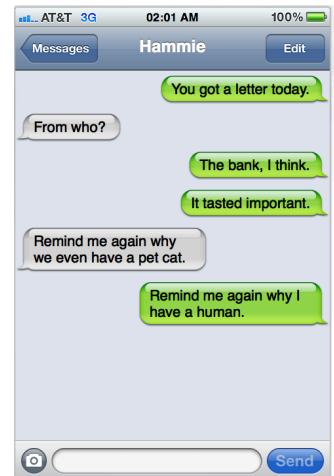 AT&T 3G 02:01 AM 100%
Messages Hammie Edit
You got a letter today.
From who?
The bank, I think.
It tasted important.
Remind me again why
we even have a pet cat.
Remind me again why I
have a human.
Send